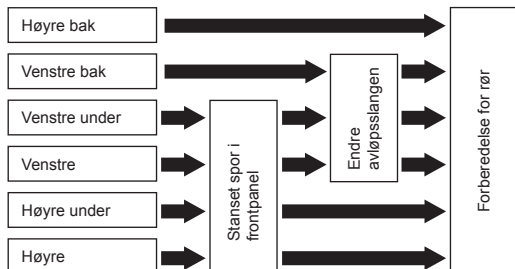 Høyre bak
Venstre bak
Venstre under
Venstre
Høyre under
Høyre
Stanset spor i
frontpanel
Endre
avløpsslangen
Forberedelse for rør